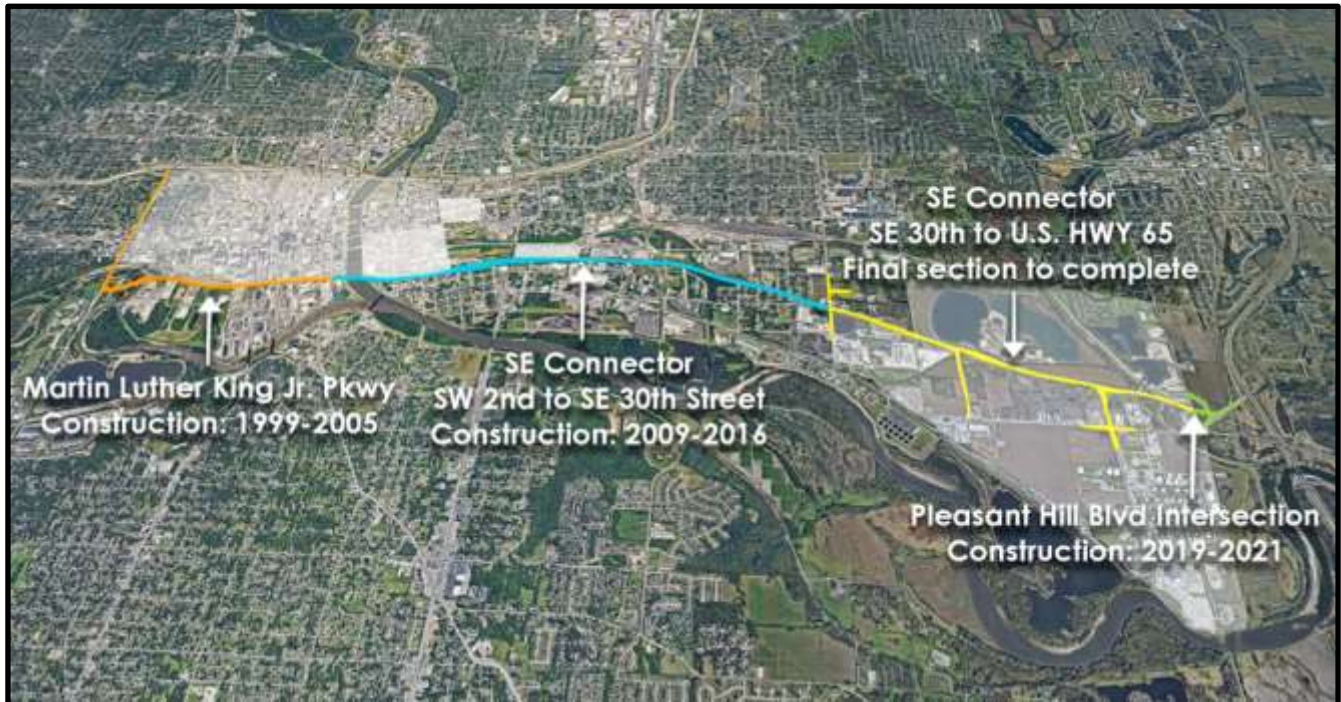 SE Connector
SE 30th to U.S. HWY 65
Final section to complete
Martin Luther King Jr. Pkwy
Construction: 1999-2005
SE Connector
SW 2nd to SE 30th Street
Construction: 2009-2016
Pleasant Hill Blvd Intersection
Construction: 2019-2021